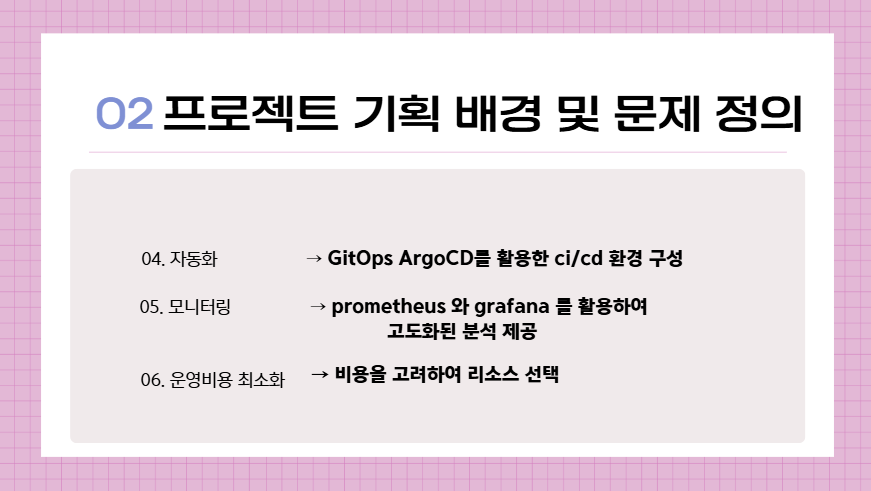 02 프로젝트 기획 배경 및 문제 정의
04. 자동화 → GitOps ArgoCD를 활용한 ci/cd 환경 구성
05. 모니터링 → prometheus 와 grafana 를 활용하여
고도화된 분석 제공
06. 운영비용 최소화 → 비용을 고려하여 리소스 선택